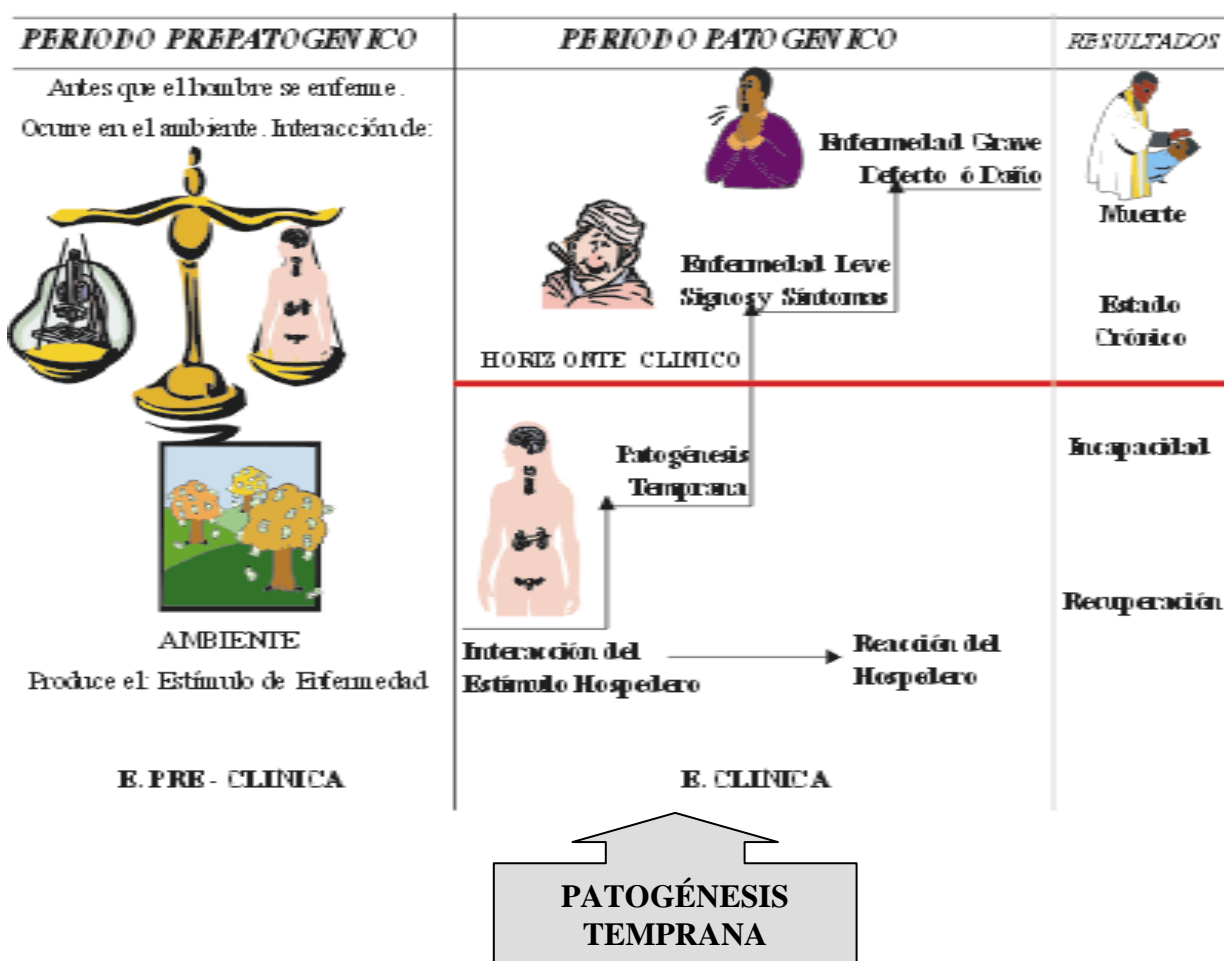 PERIODO PREPATOGENICO
Antes que el hombre se enferme.
Ocurre en el ambiente. Interacción de:
AMBIENTE
Produce el: Estímulo de Enfermedad
E. PRE - CLINICA
PERIODO PATOGENICO
Enfermedad Grave
Defecto ó Daño
Enfermedad Leve
Signos y Síntomas
HORIZONTE CLINICO
Patogénesis
Temprana
Interacción del
Estímulo Hospedero
Reacción del
Hospedero
E. CLINICA
RESULTADOS
Muerte
Estado
Crónico
Incapacidad
Recuperación
PATOGÉNESIS
TEMPRANA